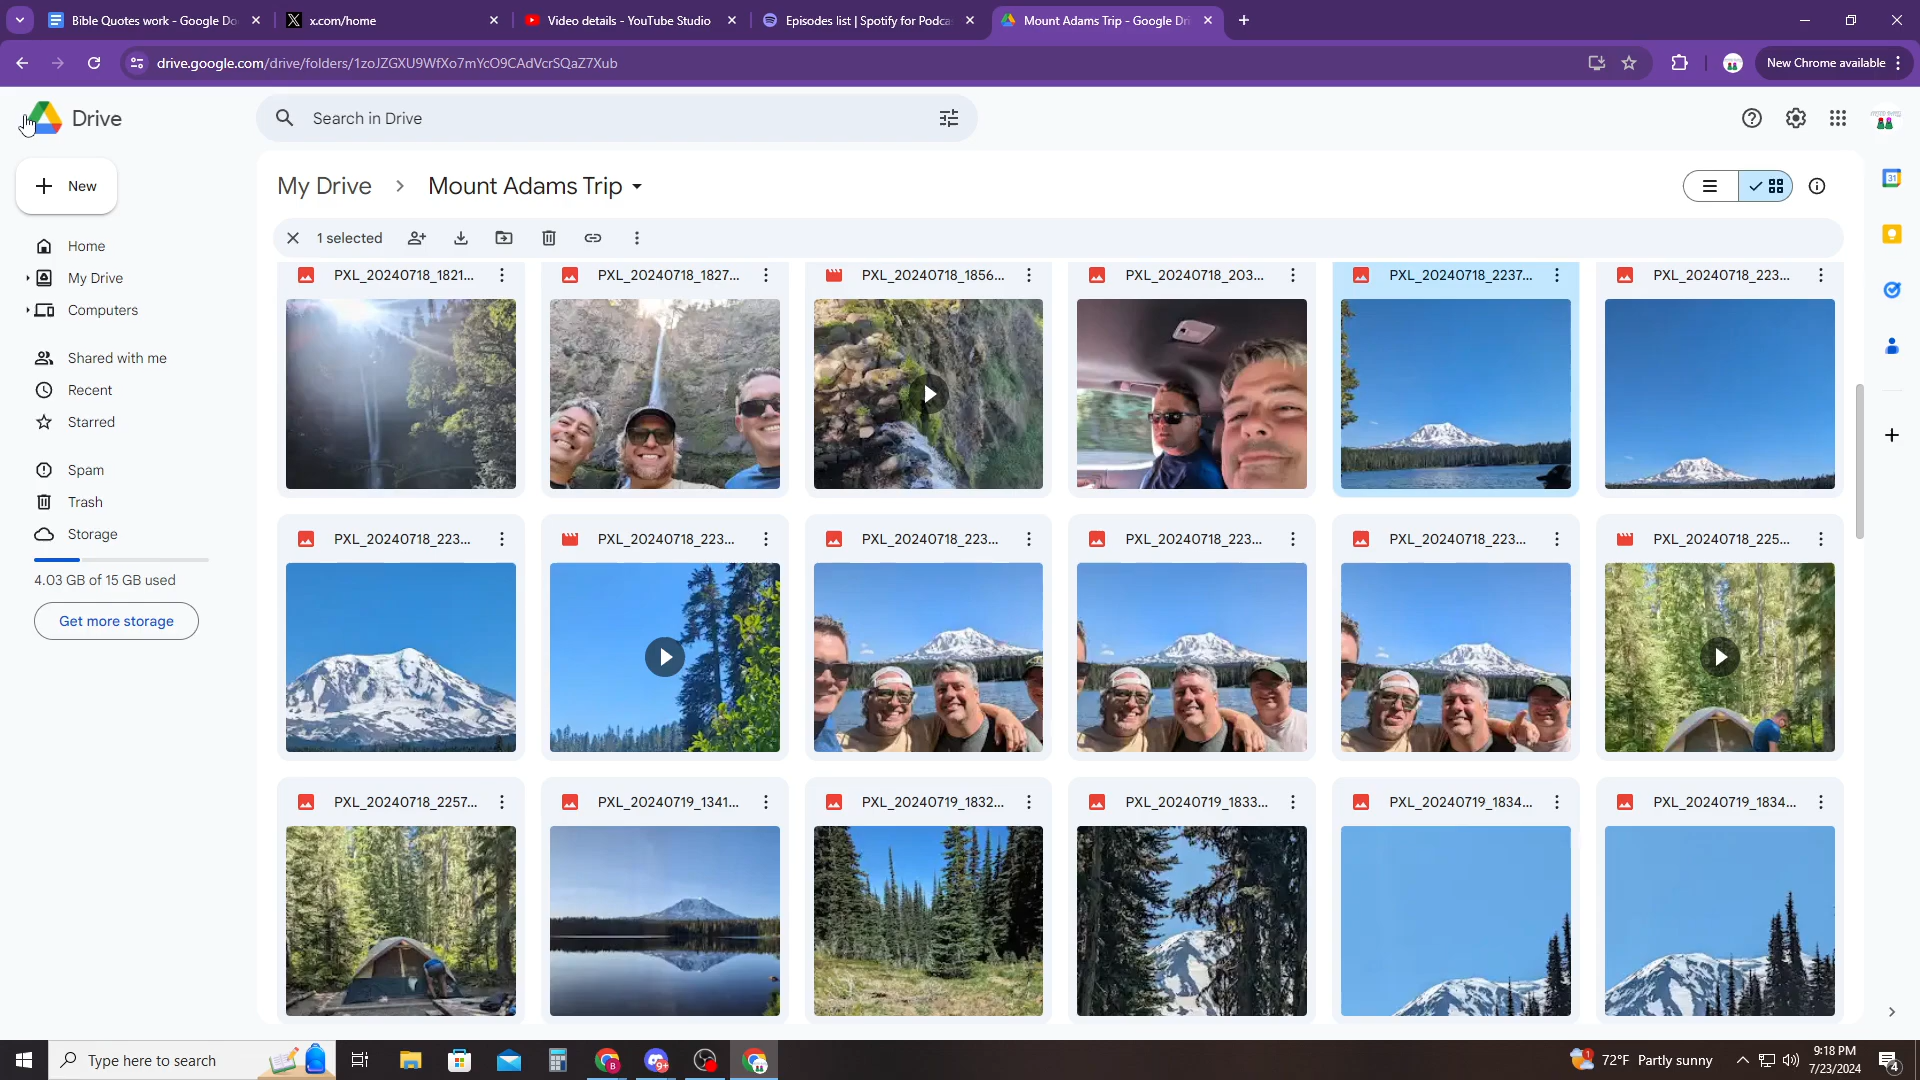 Bible Quotes work - Google Do
x.com/home
Video details - YouTube Studio
Episodes list | Spotify for Podca
Mount Adams Trip - Google Dri
drive.google.com/drive/folders/1zoJZGXU9WfXo7mYcO9CAdVcrSQaZ7Xub
New Chrome available
Drive
Search in Drive
New
My Drive > Mount Adams Trip
1 selected
Home
My Drive
Computers
Shared with me
Recent
Starred
Spam
Trash
Storage
4.03 GB of 15 GB used
Get more storage
31
PXL_20240718_1821...
PXL_20240718_1827...
PXL_20240718_1856...
PXL_20240718_203...
PXL_20240718_2237...
PXL_20240718_223...
PXL_20240718_223...
PXL_20240718_223...
PXL_20240718_223...
PXL_20240718_223...
PXL_20240718_223...
PXL_20240718_225...
PXL_20240718_2257...
PXL_20240719_1341...
PXL_20240719_1832...
PXL_20240719_1833...
PXL_20240719_1834...
PXL_20240719_1834...
Type here to search
B
9+
72°F Partly sunny
9:18 PM
7/23/2024
4